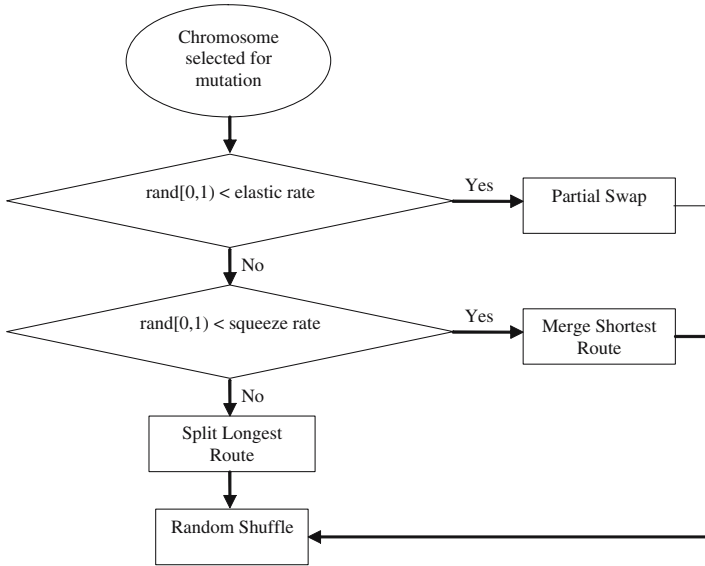 Chromosome
selected for
mutation
rand[0,1) < elastic rate
Yes
Partial Swap
No
rand[0,1) < squeeze rate
Yes
Merge Shortest
Route
No
Split Longest
Route
Random Shuffle